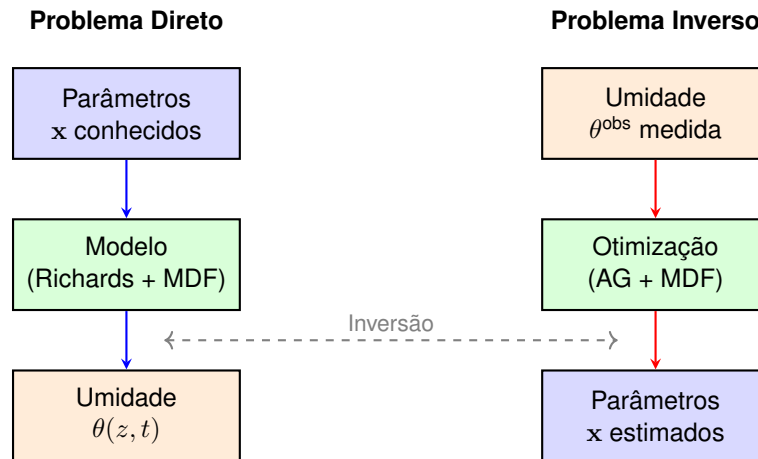 Problema Direto
Parâmetros
x conhecidos
Modelo
(Richards + MDF)
Umidade
θ(z, t)
Inversão
Problema Inverso
Umidade
θ^obs medida
Otimização
(AG + MDF)
Parâmetros
x estimados